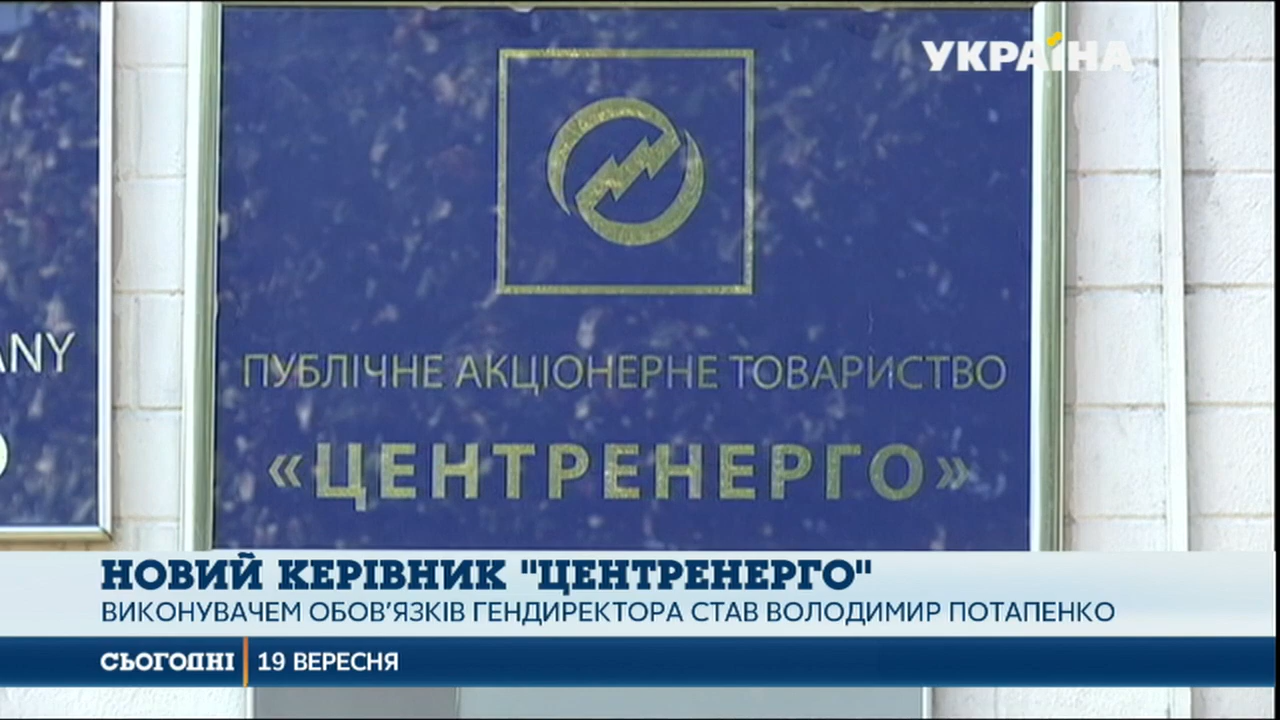 УКРАЇНА
ANY
ПУБЛІЧНЕ АКЦІОНЕРНЕ ТОВАРИСТВО
«ЦЕНТРЕНЕРГО»
НОВИЙ КЕРІВНИК "ЦЕНТРЕНЕРГО"
ВИКОНУВАЧЕМ ОБОВ'ЯЗКІВ ГЕНДИРЕКТОРА СТАВ ВОЛОДИМИР ПОТАПЕНКО
СЬОГОДНІ 19 ВЕРЕСНЯ